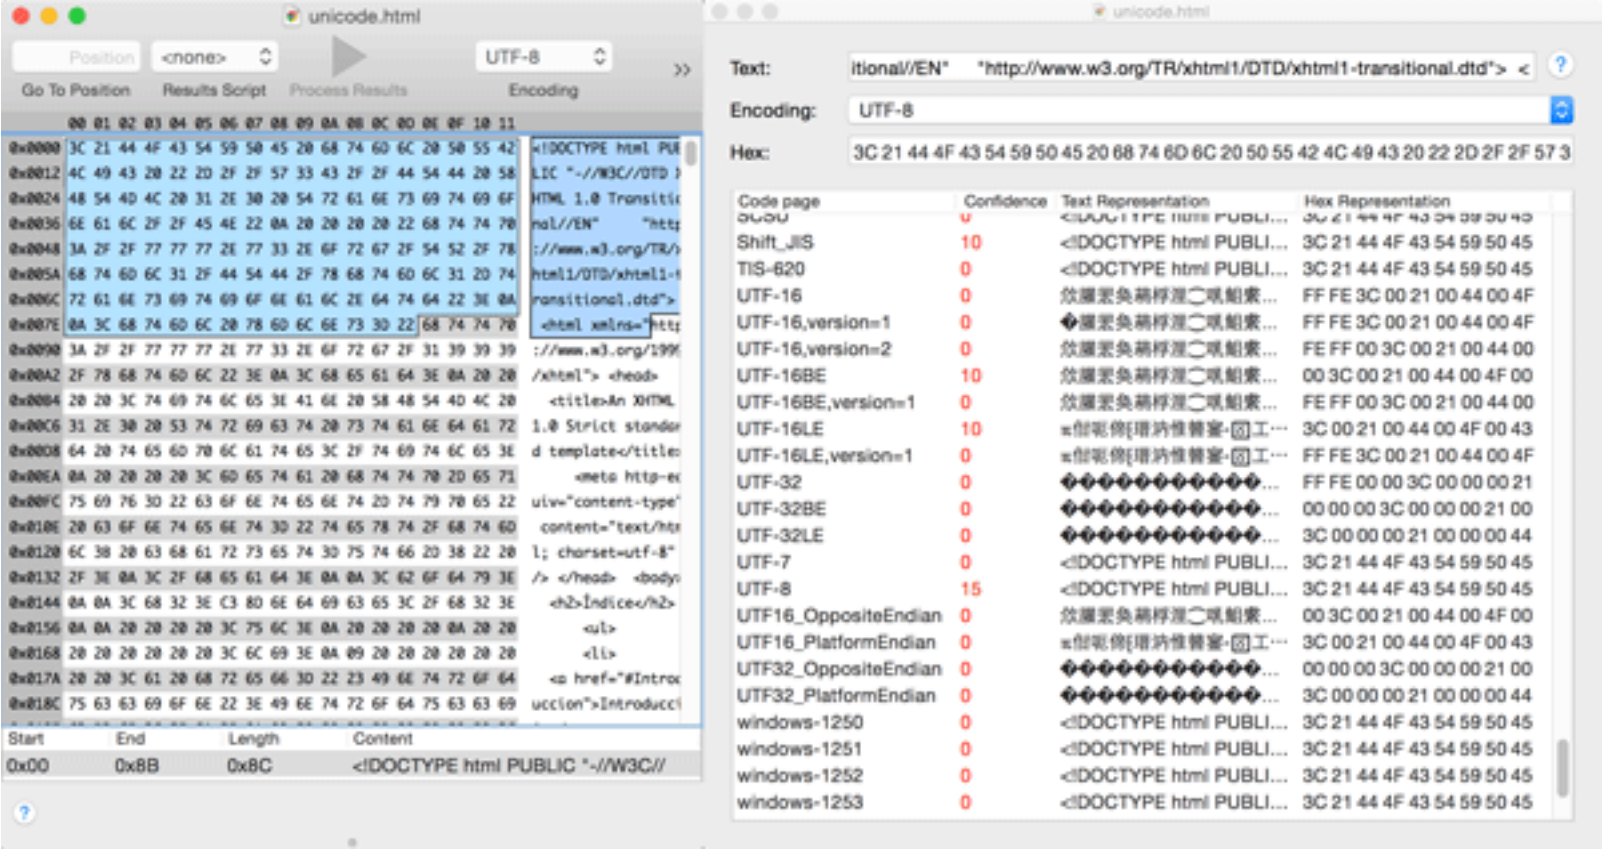 unicode.html
Position <none> UTF-8 »
Go To Position Results Script Process Results Encoding
00 01 02 03 04 05 06 07 08 09 0A 0B 0C 0D 0E 0F 10 11
0x0000 3C 21 44 4F 43 54 59 50 45 20 68 74 6D 6C 20 50 55 42 <!DOCTYPE html PUB
0x0012 4C 49 43 20 22 2D 2F 2F 57 33 43 2F 2F 44 54 44 20 58 LIC "-//W3C//DTD X
0x0024 48 54 4D 4C 20 31 2E 30 20 54 72 61 6E 73 69 74 69 6F HTML 1.0 Transitio
0x0036 6E 61 6C 2F 2F 45 4E 22 0A 20 20 20 20 22 68 74 74 70 nal//EN" "http
0x0048 3A 2F 2F 77 77 77 2E 77 33 2E 6F 72 67 2F 54 52 2F 78 ://www.w3.org/TR/x
0x005A 68 74 6D 6C 31 2F 44 54 44 2F 78 68 74 6D 6C 31 2D 74 html1/DTD/xhtml1-t
0x006C 72 61 6E 73 69 74 69 6F 6E 61 6C 2E 64 74 64 22 3E 0A ransitional.dtd">
0x007E 0A 3C 68 74 6D 6C 20 78 6D 6C 6E 73 3D 22 68 74 74 70 <html xmlns="http
0x0090 3A 2F 2F 77 77 77 2E 77 33 2E 6F 72 67 2F 31 39 39 39 ://www.w3.org/1999
0x00A2 2F 78 68 74 6D 6C 22 3E 0A 3C 68 65 61 64 3E 0A 20 20 /xhtml"> <head>
0x00B4 20 20 3C 74 69 74 6C 65 3E 41 6E 20 58 48 54 4D 4C 20 <title>An XHTML
0x00C6 31 2E 30 20 53 74 72 69 63 74 20 73 74 61 6E 64 61 72 1.0 Strict standar
0x00D8 64 20 74 65 6D 70 6C 61 74 65 3C 2F 74 69 74 6C 65 3E d template</title>
0x00EA 0A 20 20 20 20 3C 6D 65 74 61 20 68 74 74 70 2D 65 71 <meta http-eq
0x00FC 75 69 76 3D 22 63 6F 6E 74 65 6E 74 2D 74 79 70 65 22 uiv="content-type"
0x010E 20 63 6F 6E 74 65 6E 74 3D 22 74 65 78 74 2F 68 74 6D content="text/htm
0x0120 6C 3B 20 63 68 61 72 73 65 74 3D 75 74 66 2D 38 22 20 l; charset=utf-8"
0x0132 2F 3E 0A 3C 2F 68 65 61 64 3E 0A 0A 3C 62 6F 64 79 3E /> </head> <body>
0x0144 0A 0A 3C 68 32 3E C3 8D 6E 64 69 63 65 3C 2F 68 32 3E <h2>Índice</h2>
0x0156 0A 0A 20 20 20 20 3C 75 6C 3E 0A 20 20 20 20 0A 20 20 <ul>
0x0168 20 20 20 20 20 20 3C 6C 69 3E 0A 09 20 20 20 20 20 20 <li>
0x017A 20 20 3C 61 20 68 72 65 66 3D 22 23 49 6E 74 72 6F 64 <a href="#Introd
0x018C 75 63 63 69 6F 6E 22 3E 49 6E 74 72 6F 64 75 63 63 69 uccion">Introducci
Start End Length Content
0x00 0x8B 0x8C <!DOCTYPE html PUBLIC "-//W3C//
?
unicode.html
Text: itional//EN" "http://www.w3.org/TR/xhtml1/DTD/xhtml1-transitional.dtd"> < ?
Encoding: UTF-8
Hex: 3C 21 44 4F 43 54 59 50 45 20 68 74 6D 6C 20 50 55 42 4C 49 43 20 22 2D 2F 2F 57 3
Code page Confidence Text Representation Hex Representation
SCSU 0 <!DOCTYPE html PUBLI... 3C 21 44 4F 43 54 59 50 45
Shift_JIS 10 <!DOCTYPE html PUBLI... 3C 21 44 4F 43 54 59 50 45
TIS-620 0 <!DOCTYPE html PUBLI... 3C 21 44 4F 43 54 59 50 45
UTF-16 0 FF FE 3C 00 21 00 44 00 4F
UTF-16,version=1 0 FF FE 3C 00 21 00 44 00 4F
UTF-16,version=2 0 FE FF 00 3C 00 21 00 44 00
UTF-16BE 10 00 3C 00 21 00 44 00 4F 00
UTF-16BE,version=1 0 FE FF 00 3C 00 21 00 44 00
UTF-16LE 10 3C 00 21 00 44 00 4F 00 43
UTF-16LE,version=1 0 FF FE 3C 00 21 00 44 00 4F
UTF-32 0 ������������... FF FE 00 00 3C 00 00 00 21
UTF-32BE 0 ������������... 00 00 00 3C 00 00 00 21 00
UTF-32LE 0 ������������... 3C 00 00 00 21 00 00 00 44
UTF-7 0 <!DOCTYPE html PUBLI... 3C 21 44 4F 43 54 59 50 45
UTF-8 15 <!DOCTYPE html PUBLI... 3C 21 44 4F 43 54 59 50 45
UTF16_OppositeEndian 0 00 3C 00 21 00 44 00 4F 00
UTF16_PlatformEndian 0 3C 00 21 00 44 00 4F 00 43
UTF32_OppositeEndian 0 ������������... 00 00 00 3C 00 00 00 21 00
UTF32_PlatformEndian 0 ������������... 3C 00 00 00 21 00 00 00 44
windows-1250 0 <!DOCTYPE html PUBLI... 3C 21 44 4F 43 54 59 50 45
windows-1251 0 <!DOCTYPE html PUBLI... 3C 21 44 4F 43 54 59 50 45
windows-1252 0 <!DOCTYPE html PUBLI... 3C 21 44 4F 43 54 59 50 45
windows-1253 0 <!DOCTYPE html PUBLI... 3C 21 44 4F 43 54 59 50 45